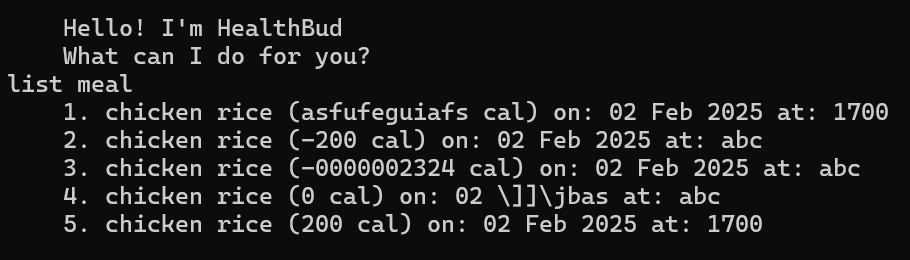 Hello! I'm HealthBud
What can I do for you?
list meal
1. chicken rice (asfufeguiafs cal) on: 02 Feb 2025 at: 1700
2. chicken rice (-200 cal) on: 02 Feb 2025 at: abc
3. chicken rice (-0000002324 cal) on: 02 Feb 2025 at: abc
4. chicken rice (0 cal) on: 02 \]]\jbas at: abc
5. chicken rice (200 cal) on: 02 Feb 2025 at: 1700